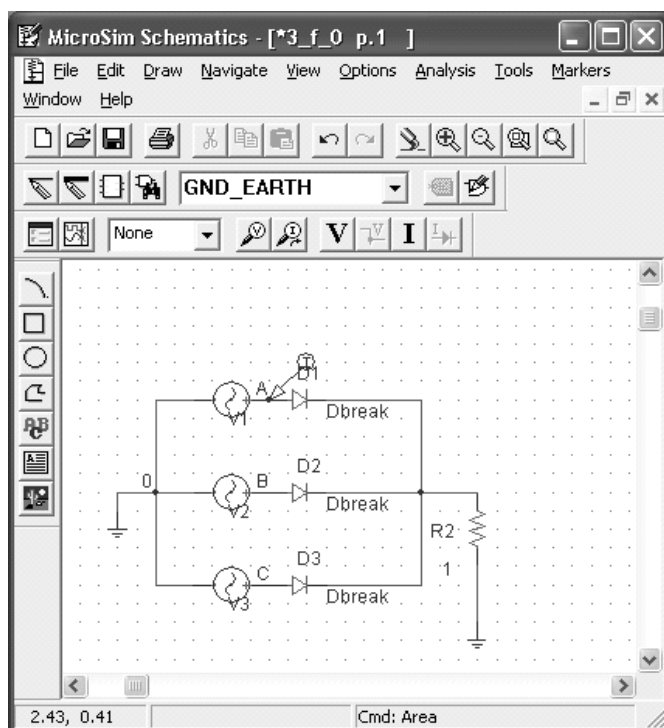 MicroSim Schematics - [*3_f_0 p.1 ]
File Edit Draw Navigate View Options Analysis Tools Markers
Window Help
GND_EARTH
None
V
V
I
I
ABC
A
A
D1
V1
Dbreak
D2
0
B
V2
Dbreak
R2
D3
C
1
V3
Dbreak
2.43, 0.41
Cmd: Area